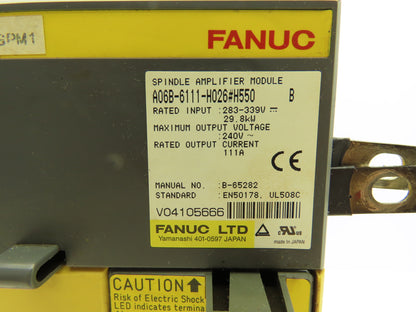 SPM1
FANUC
SPINDLE AMPLIFIER MODULE
A06B-6111-H026#H550 B
RATED INPUT :283-339V
29.8kW
MAXIMUM OUTPUT VOLTAGE
:240V~
RATED OUTPUT CURRENT
:111A
CE
MANUAL NO. :B-65282
STANDARD :EN50178, UL508C
V04105666
FANUC LTD
Yamanashi 401-0597 JAPAN
made in JAPAN
CAUTION
Risk of Electric Shock
LED indicates termina